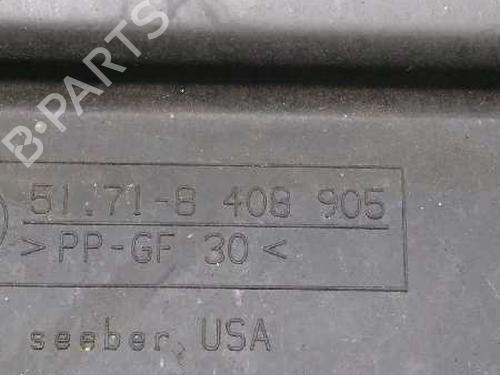 B-PARTS
51.71-8 408 905
>PP-GF 30<
seeber, USA